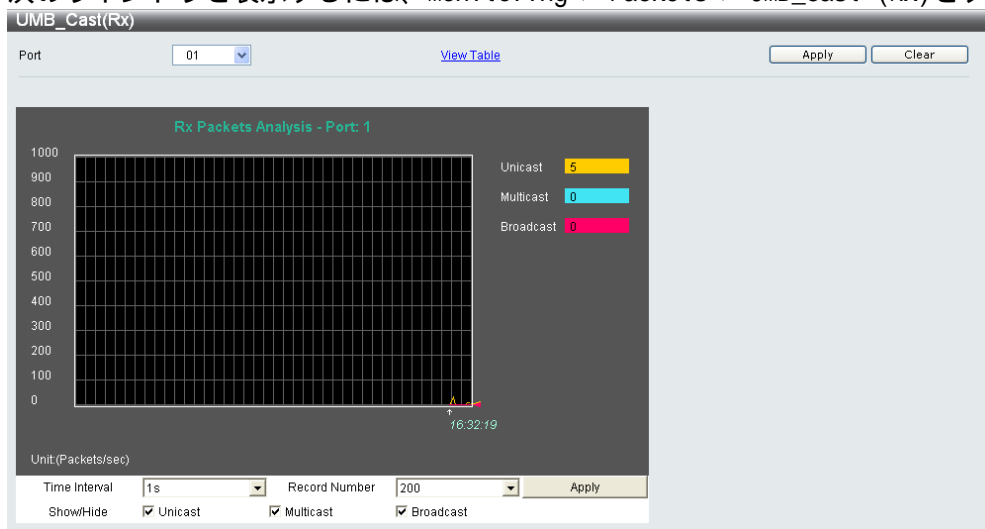 UMB_Cast(Rx)
Port 01 View Table Apply Clear
Rx Packets Analysis - Port: 1
1000
900
800
700
600
500
400
300
200
100
0
Unicast 5
Multicast 0
Broadcast 0
16:32:19
Unit:(Packets/sec)
Time Interval 1s Record Number 200 Apply
Show/Hide Unicast Multicast Broadcast